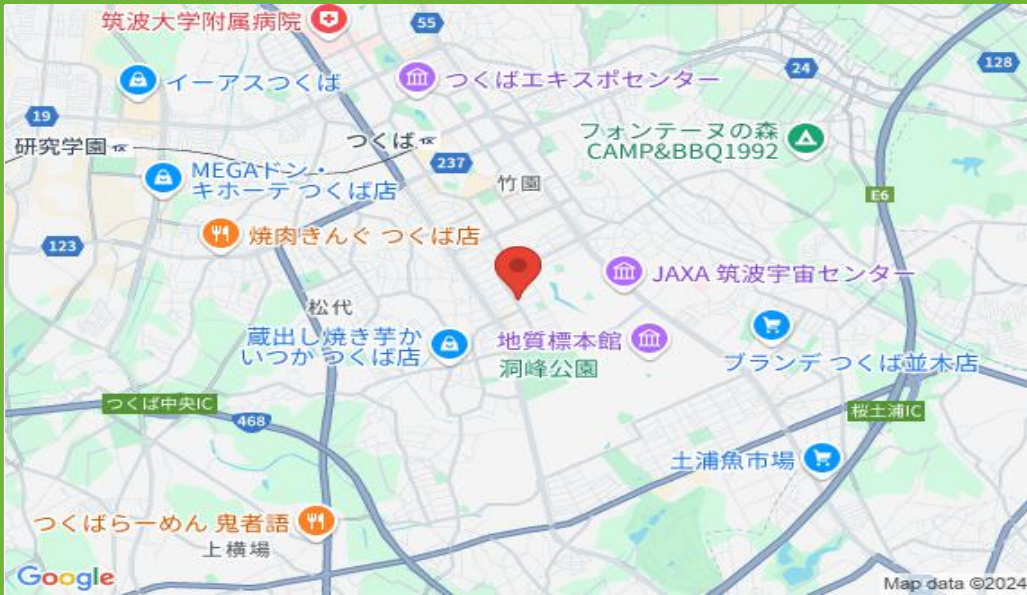 筑波大学附属病院
55
イーアスつくば
つくばエキスポセンター
24
128
19
研究学園
つくば
フォンテーヌの森
CAMP&BBQ1992
237
MEGAドン・
キホーテ つくば店
竹園
E6
123
焼肉きんぐ つくば店
JAXA 筑波宇宙センター
松代
蔵出し焼き芋か
いつか つくば店
地質標本館
洞峰公園
ブランデ つくば並木店
つくば中央IC
468
桜土浦IC
土浦魚市場
つくばらーめん 鬼者語
上横場
Google
Map data ©2024